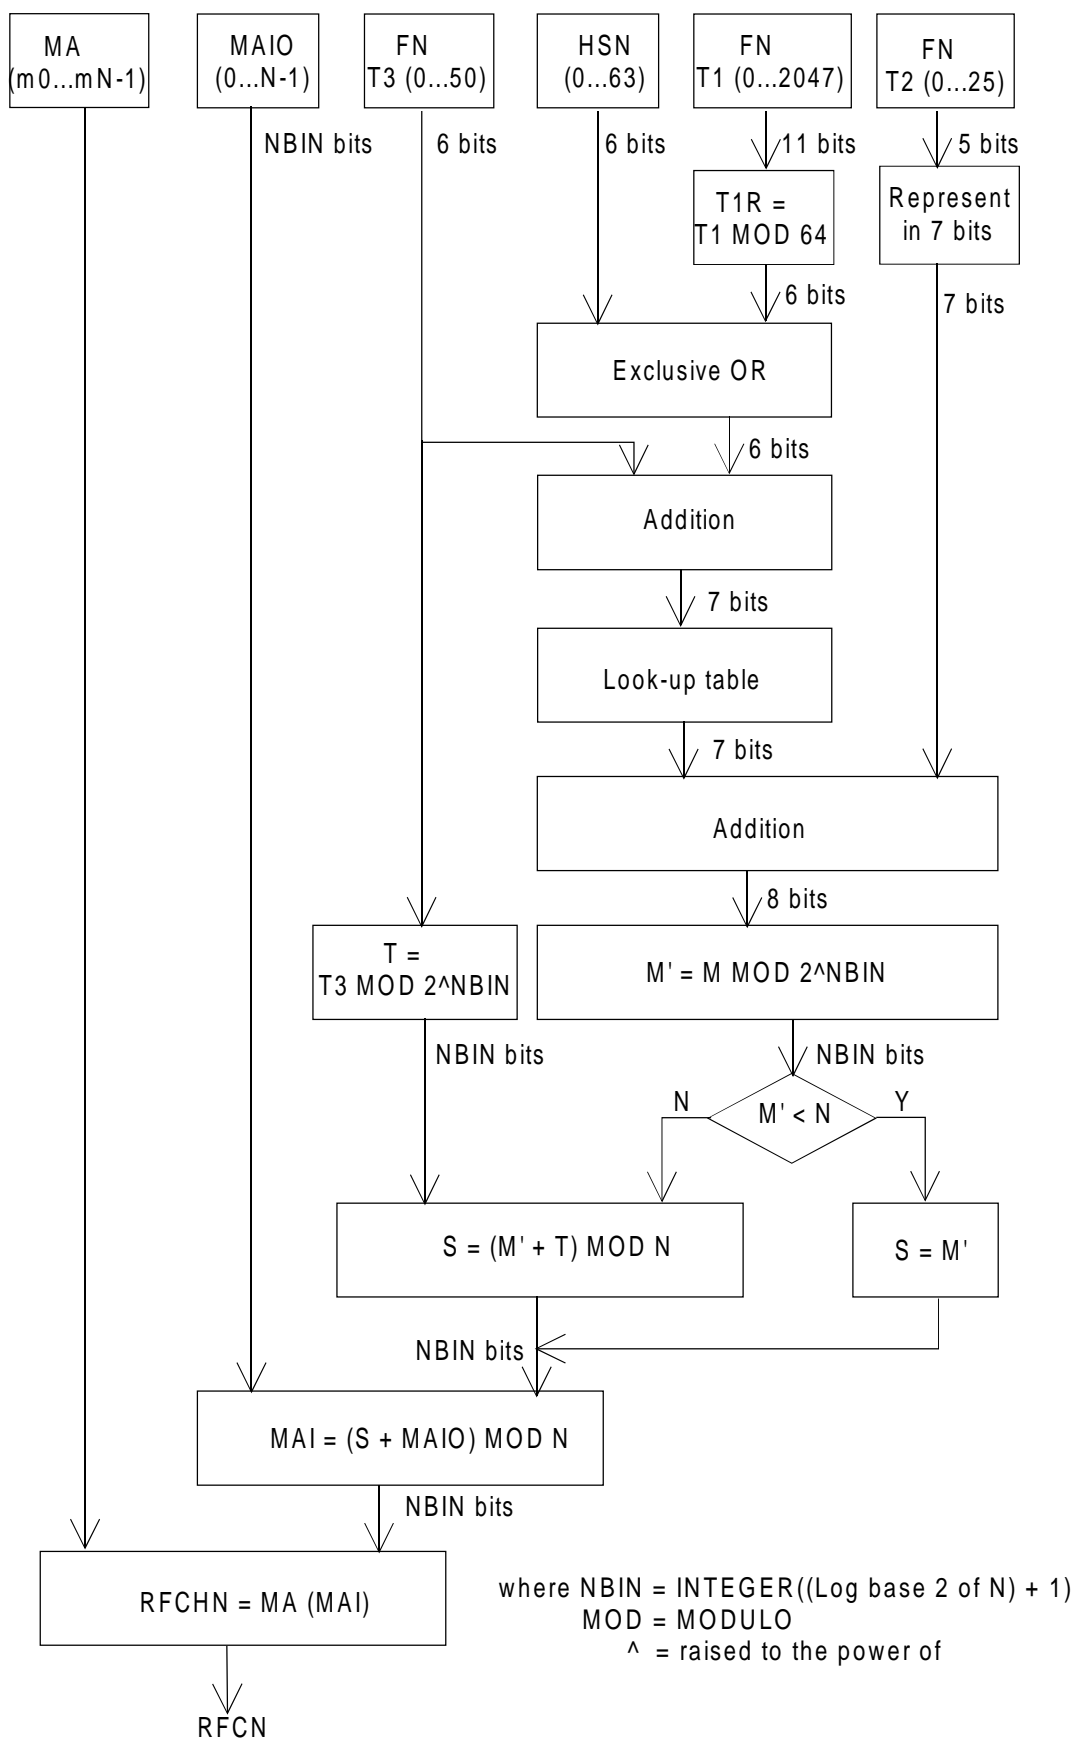 MA
(m0...mN-1)
MAIO
(0...N-1)
FN
T3 (0...50)
HSN
(0...63)
FN
T1 (0...2047)
FN
T2 (0...25)
NBIN bits
6 bits
6 bits
11 bits
5 bits
T1R =
T1 MOD 64
Represent
in 7 bits
6 bits
7 bits
Exclusive OR
6 bits
Addition
7 bits
Look-up table
7 bits
Addition
8 bits
T =
T3 MOD 2^NBIN
M' = M MOD 2^NBIN
NBIN bits
NBIN bits
N
M' < N
Y
S = (M' + T) MOD N
S = M'
NBIN bits
MAI = (S + MAIO) MOD N
NBIN bits
RFCHN = MA (MAI)
where NBIN = INTEGER((Log base 2 of N) + 1)
MOD = MODULO
^ = raised to the power of
RFCN